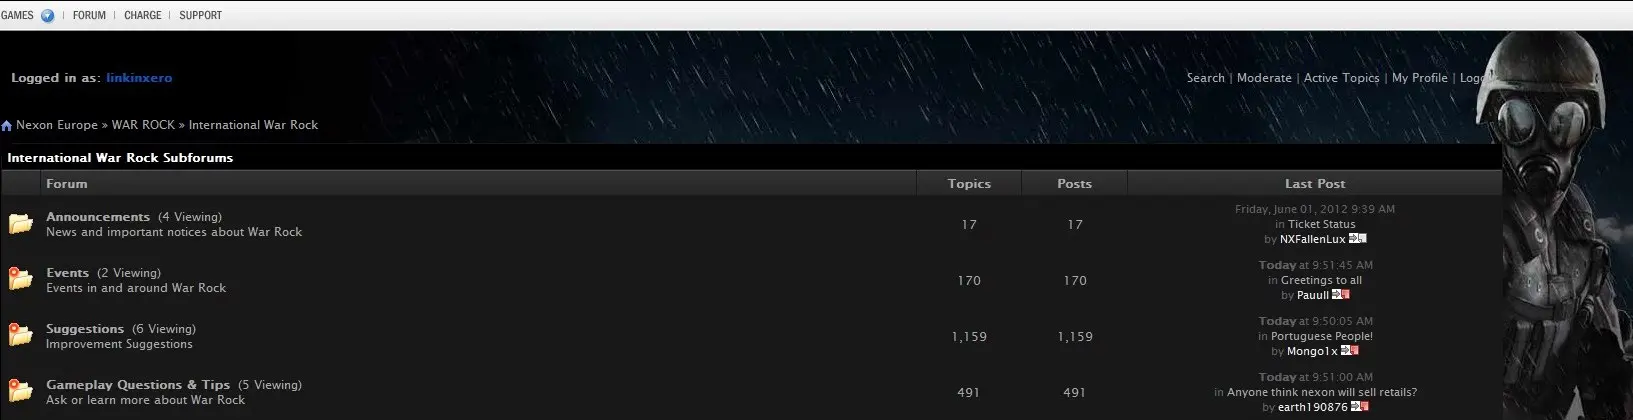 GAMES | FORUM | CHARGE | SUPPORT
Logged in as: linkinxero
Search | Moderate | Active Topics | My Profile | Logo
Nexon Europe » WAR ROCK » International War Rock
International War Rock Subforums
Forum Topics Posts Last Post
Announcements (4 Viewing)
News and important notices about War Rock
17 17
Friday, June 01, 2012 9:39 AM
in Ticket Status
by NXFallenLux
Events (2 Viewing)
Events in and around War Rock
170 170
Today at 9:51:45 AM
in Greetings to all
by Pauull
Suggestions (6 Viewing)
Improvement Suggestions
1,159 1,159
Today at 9:50:05 AM
in Portuguese People!
by Mongo1x
Gameplay Questions & Tips (5 Viewing)
Ask or learn more about War Rock
491 491
Today at 9:51:00 AM
in Anyone think nexon will sell retails?
by earth190876